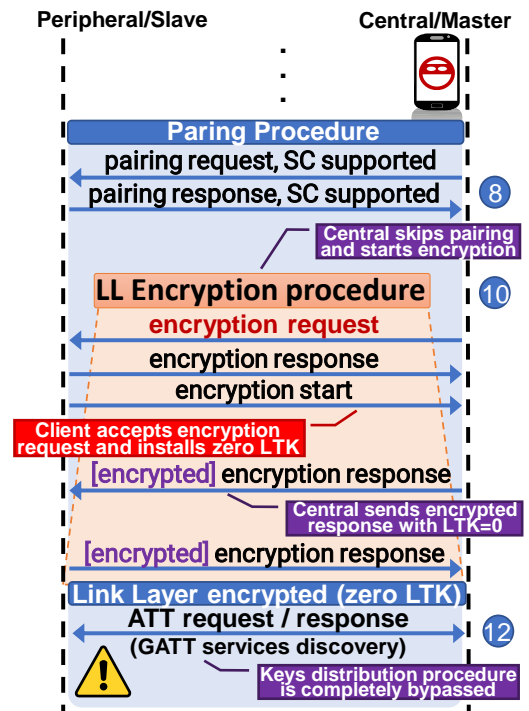 Peripheral/Slave
Central/Master
Paring Procedure
pairing request, SC supported
pairing response, SC supported
8
Central skips pairing
and starts encryption
LL Encryption procedure
10
encryption request
encryption response
encryption start
Client accepts encryption
request and installs zero LTK
[encrypted] encryption response
Central sends encrypted
response with LTK=0
[encrypted] encryption response
Link Layer encrypted (zero LTK)
ATT request / response
12
(GATT services discovery)
Keys distribution procedure
is completely bypassed